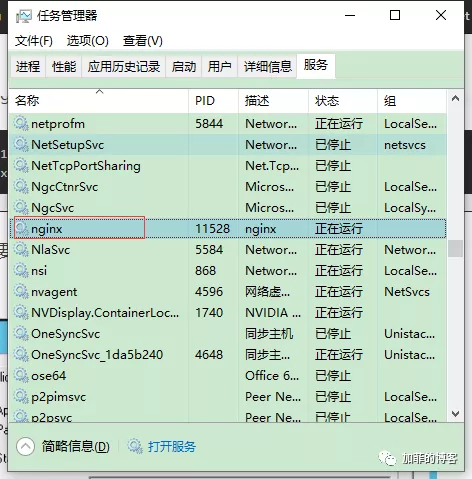 任务管理器
文件(F) 选项(O) 查看(V)
进程 性能 应用历史记录 启动 用户 详细信息 服务
名称 PID 描述 状态 组
netprofm 5844 Networ... 正在运行 LocalSe...
NetSetupSvc Networ... 已停止 netsvcs
NetTcpPortSharing Net.Tcp... 已停止
NgcCtnrSvc Micros... 已停止 LocalSe...
NgcSvc Micros... 已停止 LocalSy...
nginx 11528 nginx 正在运行
NlaSvc 5584 Networ... 正在运行 Networ...
nsi 868 Networ... 正在运行 LocalSe...
nvagent 4596 网络虚... 正在运行 NetSvcs
NVDisplay.ContainerLoc... 1740 NVIDIA ... 正在运行
OneSyncSvc 同步主机 已停止 Unistac...
OneSyncSvc_1da5b240 4648 同步主... 正在运行 Unistac...
ose64 Office 6... 已停止
p2pimsvc Peer Ne... 已停止 LocalSe...
p2psvc Peer Ne... 已停止 LocalSe...
简略信息(D) 打开服务
加菲的博客